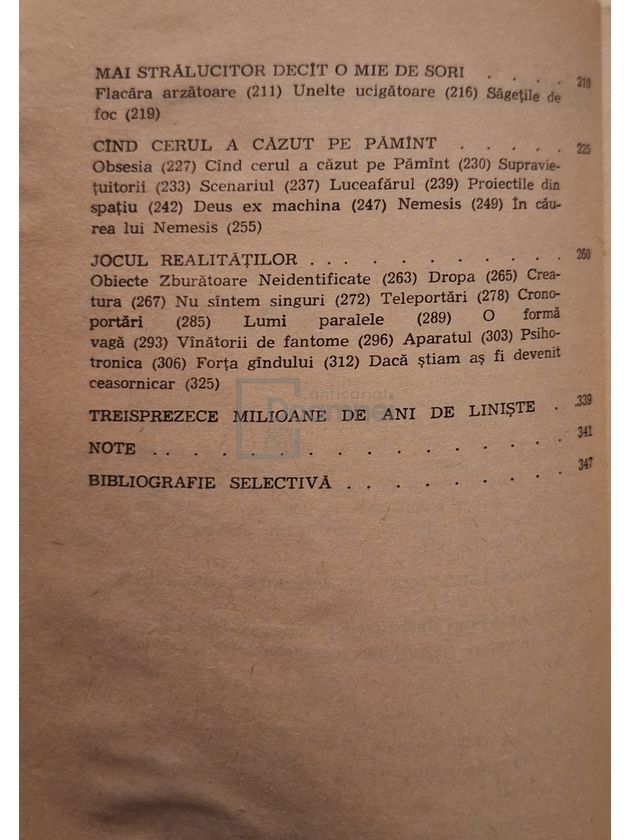 MAI STRĂLUCITOR DECÎT O MIE DE SORI . . . . 210
Flacăra arzătoare (211) Unelte ucigătoare (216) Săgețile de
foc (219)
CÎND CERUL A CĂZUT PE PĂMÎNT . . . . . 225
Obsesia (227) Cînd cerul a căzut pe Pămînt (230) Supravie-
țuitorii (233) Scenariul (237) Luceafărul (239) Proiectile din
spațiu (242) Deus ex machina (247) Nemesis (249) În cău-
rea lui Nemesis (255)
JOCUL REALITĂȚILOR . . . . . . . . . . 260
Obiecte Zburătoare Neidentificate (263) Dropa (265) Crea-
tura (267) Nu sîntem singuri (272) Teleportări (278) Crono-
portări (285) Lumi paralele (289) O formă
vagă (293) Vînătorii de fantome (296) Aparatul (303) Psiho-
tronica (306) Forța gîndului (312) Dacă știam aș fi devenit
ceasornicar (325)
anticariat
TREISPREZECE MILIOANE DE ANI DE LINIȘTE . 339
NOTE . . . . . . . . . . . . . . . . 341
BIBLIOGRAFIE SELECTIVĂ . . . . . . . . . 347